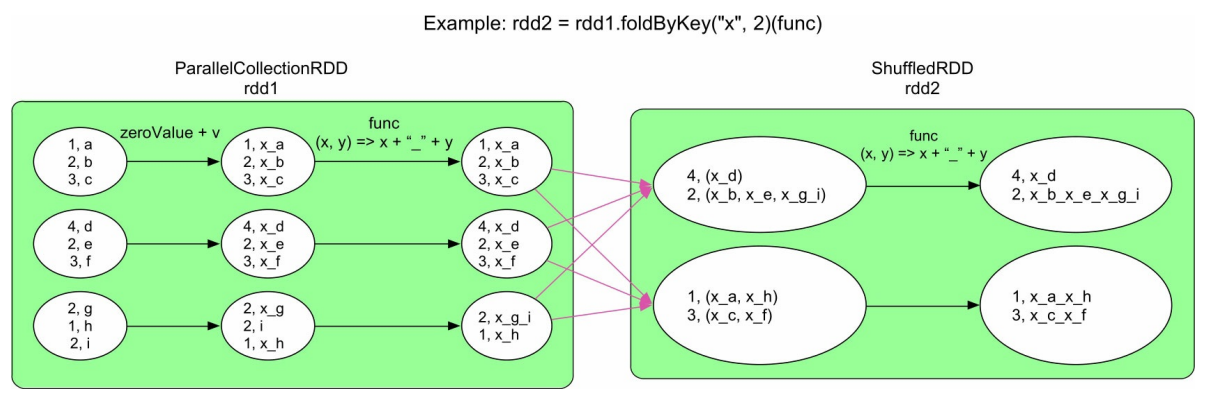 Example: rdd2 = rdd1.foldByKey("x", 2)(func)
ParallelCollectionRDD
rdd1
1, a
2, b
3, c
zeroValue + v
1, x_a
2, x_b
3, x_c
func
(x, y) => x + “_” + y
1, x_a
2, x_b
3, x_c
4, d
2, e
3, f
4, x_d
2, x_e
3, x_f
4, x_d
2, x_e
3, x_f
2, g
1, h
2, i
2, x_g
2, i
1, x_h
2, x_g_i
1, x_h
ShuffledRDD
rdd2
4, (x_d)
2, (x_b, x_e, x_g_i)
func
(x, y) => x + “_” + y
4, x_d
2, x_b_x_e_x_g_i
1, (x_a, x_h)
3, (x_c, x_f)
1, x_a_x_h
3, x_c_x_f